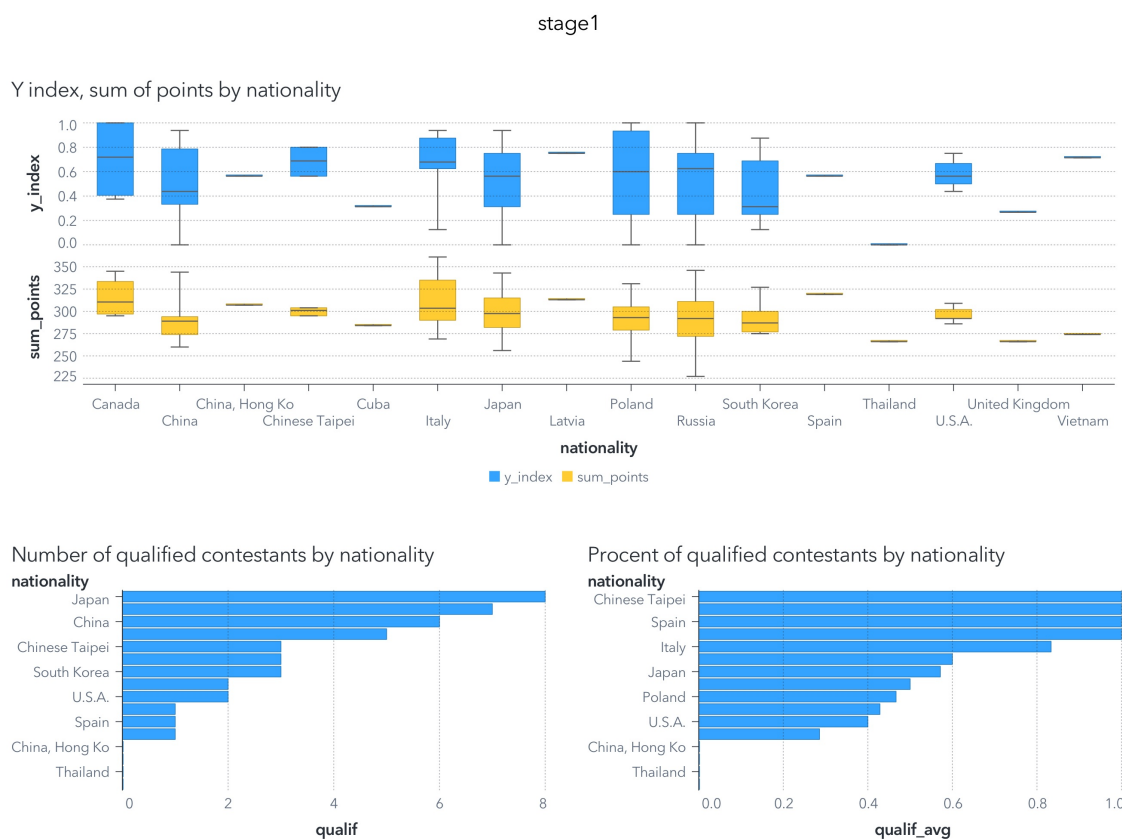 stage1
Y index, sum of points by nationality
y_index
1.0
0.8
0.6
0.4
0.2
0.0
sum_points
350
325
300
275
250
225
Canada China, Hong Ko Cuba Japan Poland South Korea Thailand United Kingdom
China Chinese Taipei Italy Latvia Russia Spain U.S.A. Vietnam
nationality
y_index sum_points
Number of qualified contestants by nationality
nationality
Japan
China
Chinese Taipei
South Korea
U.S.A.
Spain
China, Hong Ko
Thailand
0 2 4 6 8
qualif
Procent of qualified contestants by nationality
nationality
Chinese Taipei
Spain
Italy
Japan
Poland
U.S.A.
China, Hong Ko
Thailand
0.0 0.2 0.4 0.6 0.8 1.0
qualif_avg